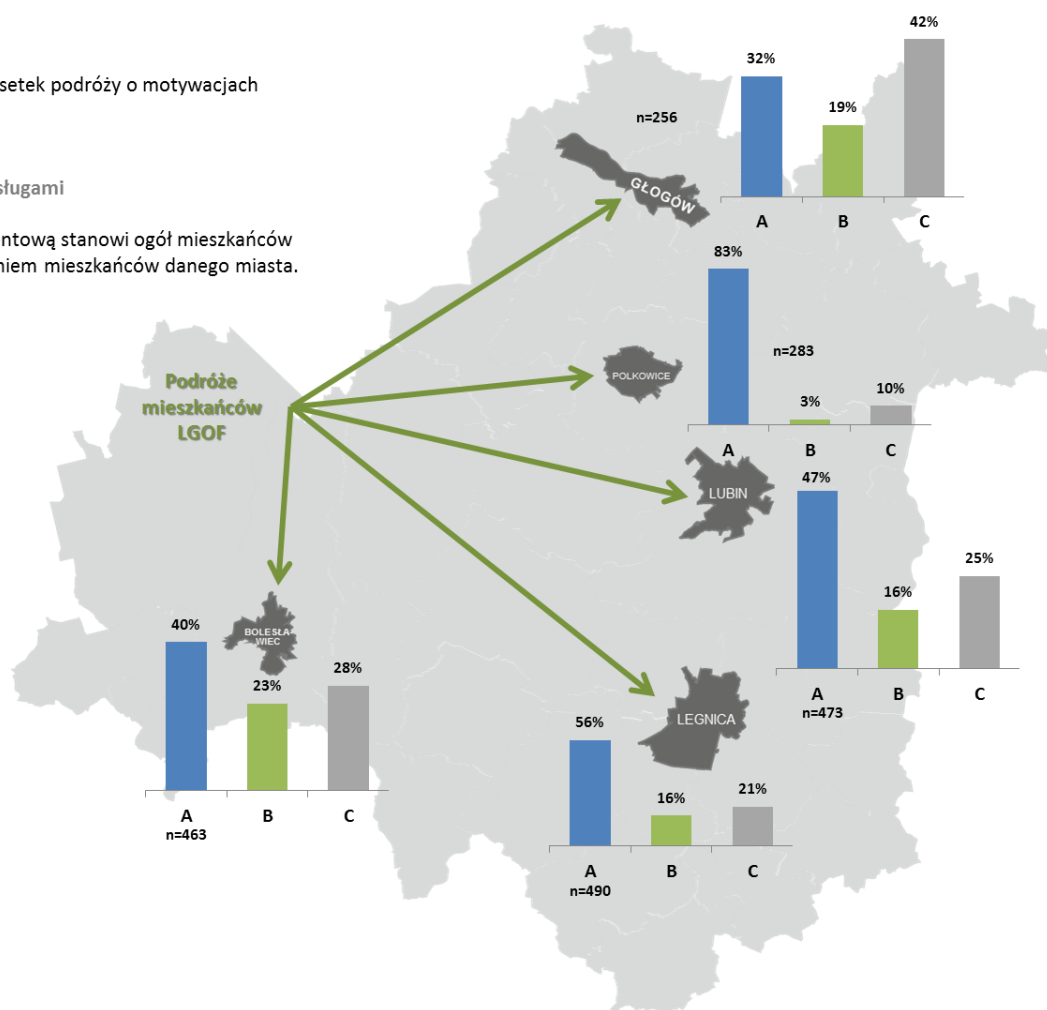 setek podróży o motywacjach
sługami
ntową stanowi ogół mieszkańców
niem mieszkańców danego miasta.
Podróże
mieszkańców
LGOF
n=256
GŁOGÓW
32%
19%
42%
A B C
POLKOWICE
83%
n=283
3%
10%
A B C
LUBIN
47%
16%
25%
A B C
n=473
BOLESŁA
WIEC
40%
23%
28%
A B C
n=463
LEGNICA
56%
16%
21%
A B C
n=490